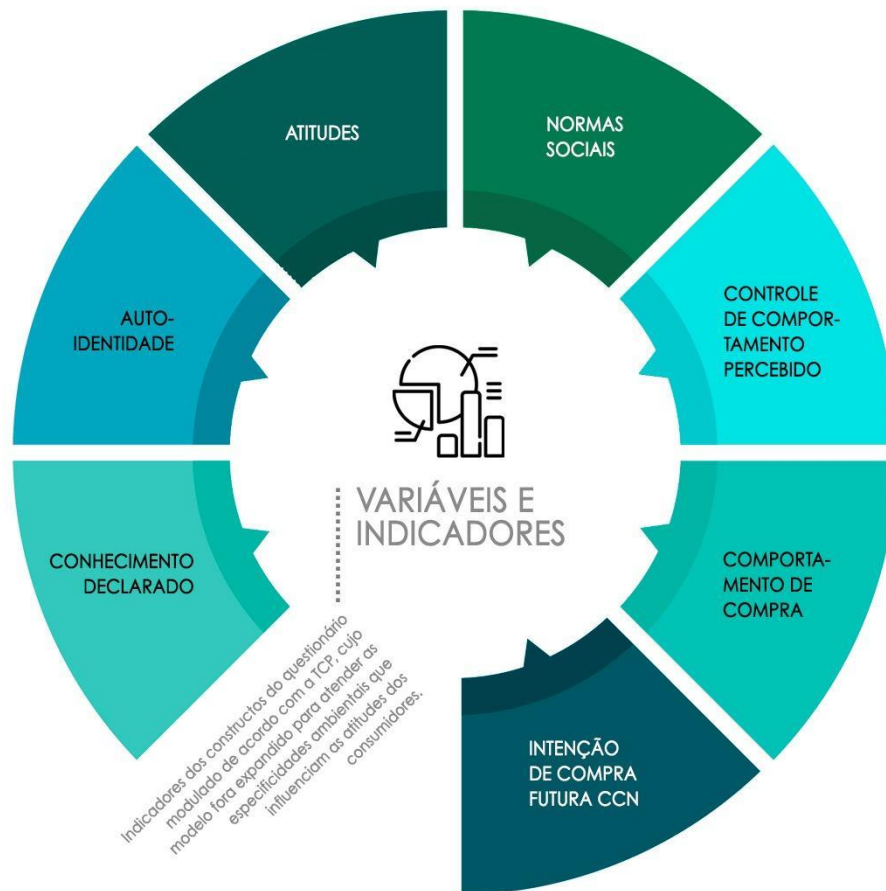 ATITUDES
NORMAS
SOCIAIS
CONTROLE
DE COMPOR-
TAMENTO
PERCEBIDO
COMPORTA-
MENTO DE
COMPRA
INTENÇÃO
DE COMPRA
FUTURA CCN
AUTO-
IDENTIDADE
CONHECIMENTO
DECLARADO
VARIÁVEIS E
INDICADORES
Indicadores dos constructos do questionário
modulado de acordo com a TCP, cujo
modelo fora expandido para atender as
especificidades ambientais que
influenciam as atitudes dos
consumidores.